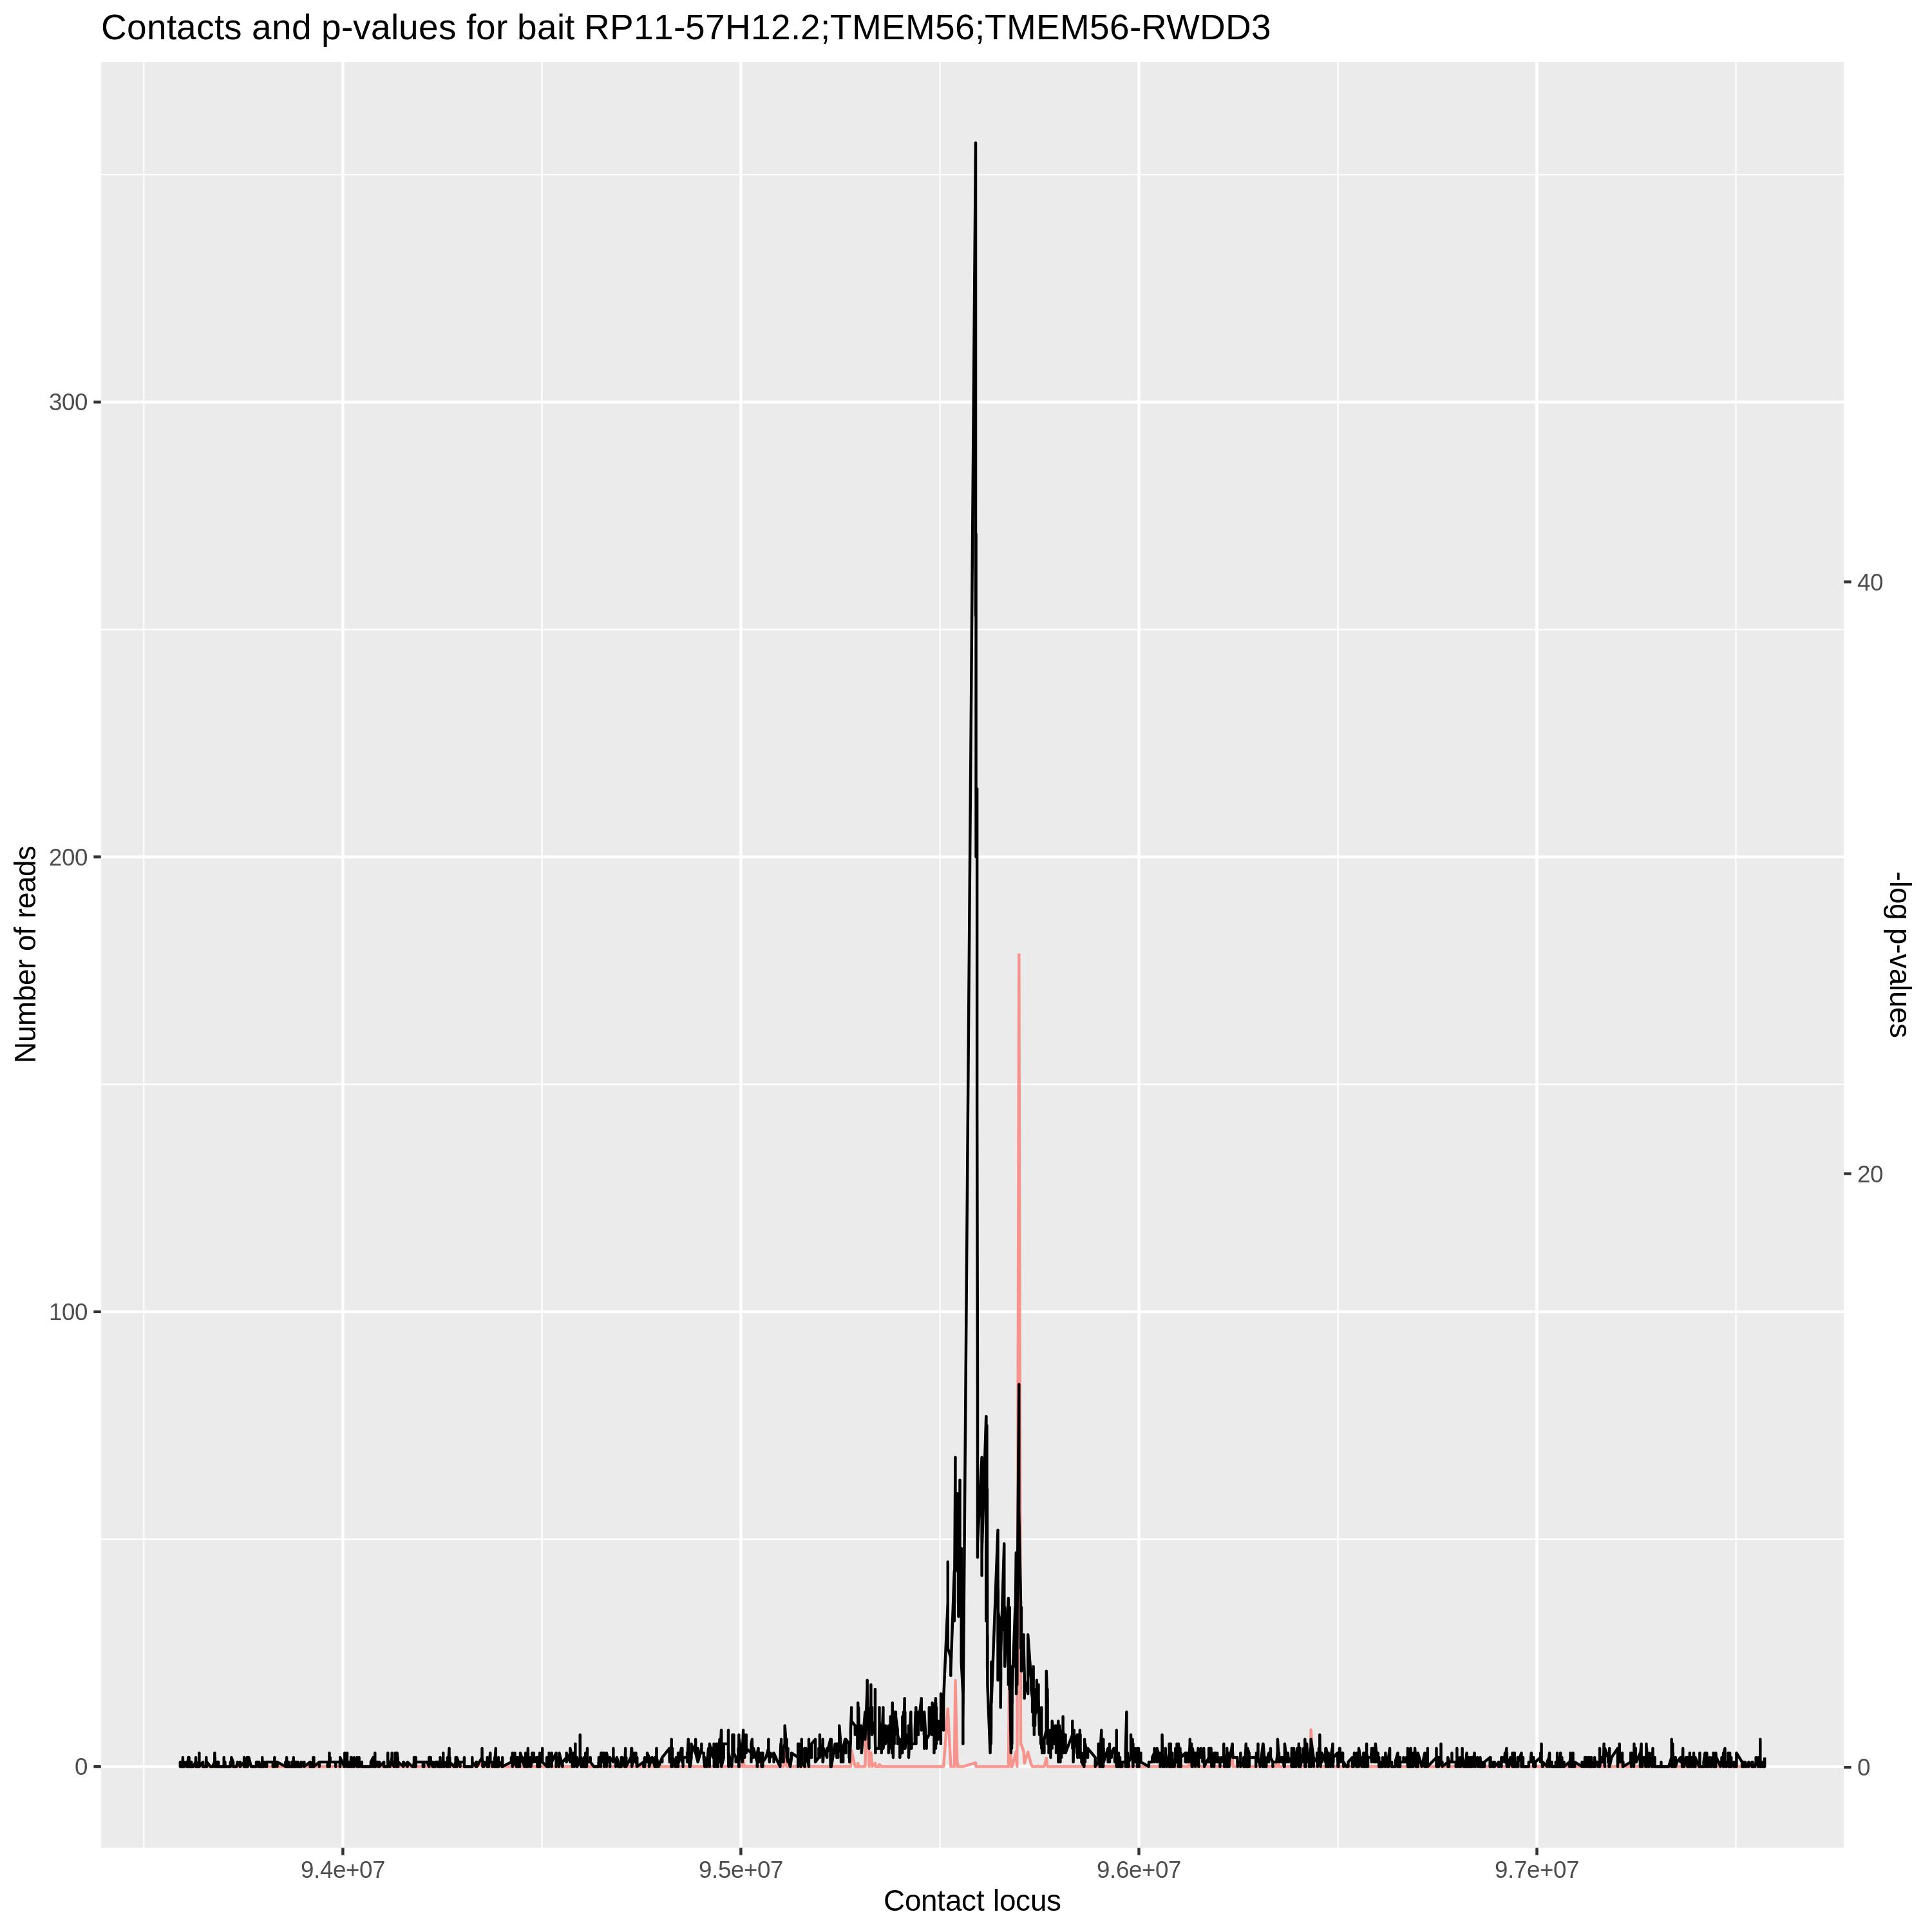 Contacts and p-values for bait RP11-57H12.2;TMEM56;TMEM56-RWDD3
Number of reads
300
200
100
0
40
20
0
-log p-values
9.4e+07
9.5e+07
9.6e+07
9.7e+07
Contact locus